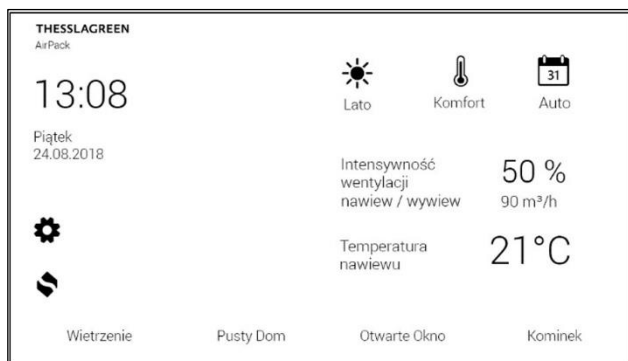 THESSLAGREEN
AirPack
13:08
Piątek
24.08.2018
31
Lato
Komfort
Auto
Intensywność
wentylacji
nawiew / wywiew
50 %
90 m³/h
Temperatura
nawiewu
21°C
Wietrzenie
Pusty Dom
Otwarte Okno
Kominek